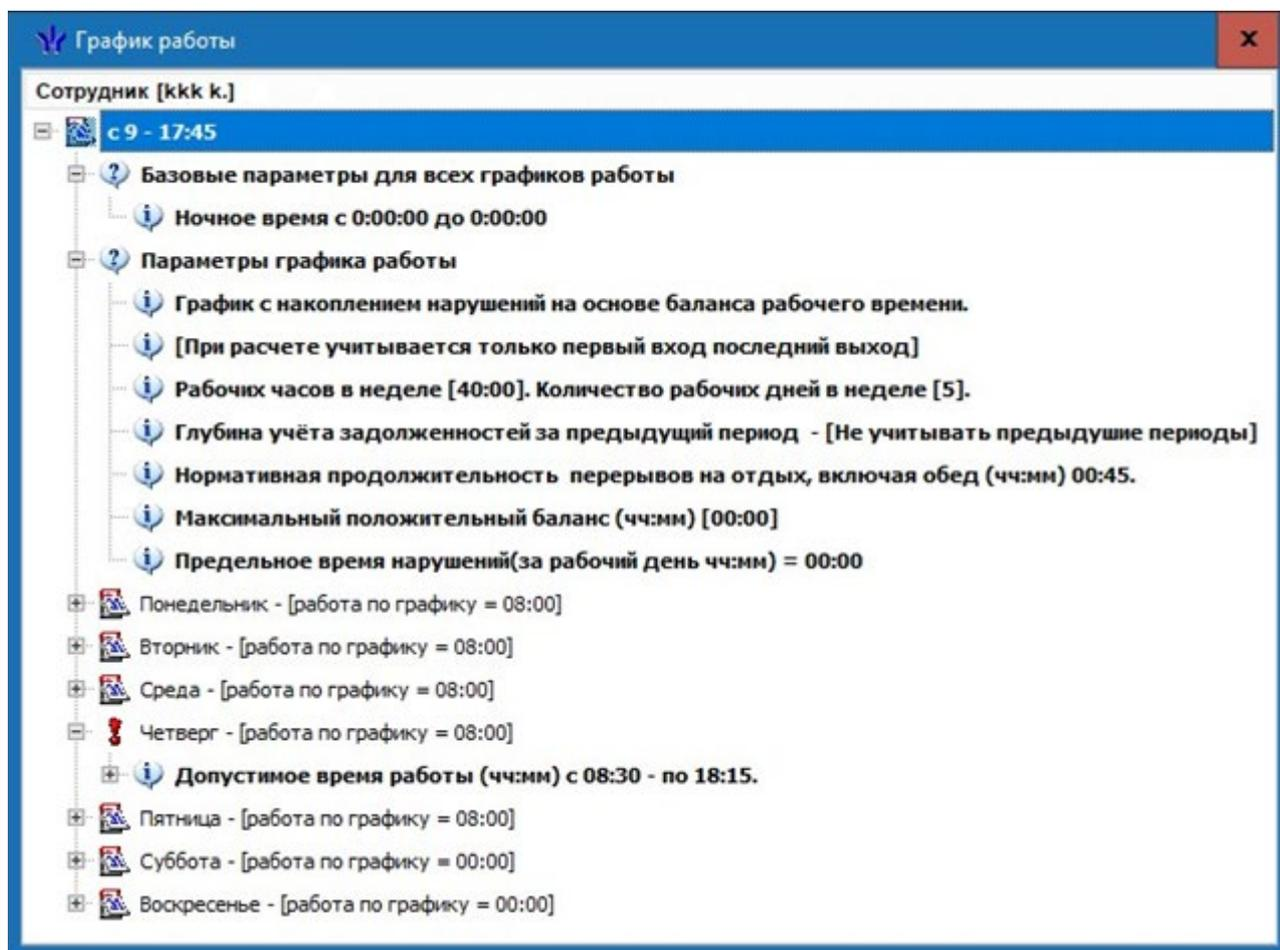 График работы
x
Сотрудник [kkk k.]
с 9 - 17:45
Базовые параметры для всех графиков работы
Ночное время с 0:00:00 до 0:00:00
Параметры графика работы
График с накоплением нарушений на основе баланса рабочего времени.
[При расчете учитывается только первый вход последний выход]
Рабочих часов в неделе [40:00]. Количество рабочих дней в неделе [5].
Глубина учёта задолженностей за предыдущий период - [Не учитывать предыдушие периоды]
Нормативная продолжительность перерывов на отдых, включая обед (чч:мм) 00:45.
Максимальный положительный баланс (чч:мм) [00:00]
Предельное время нарушений(за рабочий день чч:мм) = 00:00
Понедельник - [работа по графику = 08:00]
Вторник - [работа по графику = 08:00]
Среда - [работа по графику = 08:00]
Четверг - [работа по графику = 08:00]
Допустимое время работы (чч:мм) с 08:30 - по 18:15.
Пятница - [работа по графику = 08:00]
Суббота - [работа по графику = 00:00]
Воскресенье - [работа по графику = 00:00]